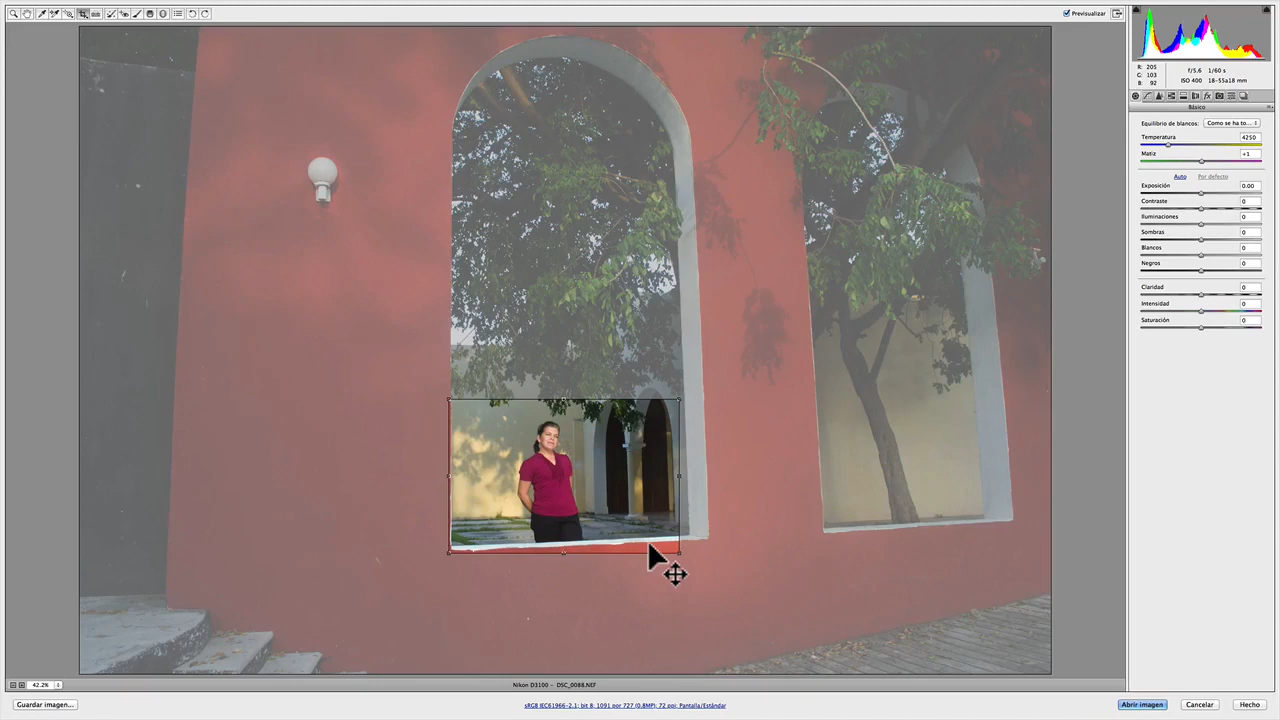 Previsualizar
R: 205
G: 103
B: 92
f/5.6 1/60 s
ISO 400 18-55a18 mm
Básico
Equilibrio de blancos: Como se ha to...
Temperatura 4250
Matiz +1
Auto Por defecto
Exposición 0.00
Contraste 0
Iluminaciones 0
Sombras 0
Blancos 0
Negros 0
Claridad 0
Intensidad 0
Saturación 0
42.2%
Nikon D3100 - DSC_0088.NEF
Guardar imagen...
sRGB IEC61966-2.1; bit 8; 1091 por 727 (0.8MP); 72 ppi; Pantalla/Estándar
Abrir imagen
Cancelar
Hecho